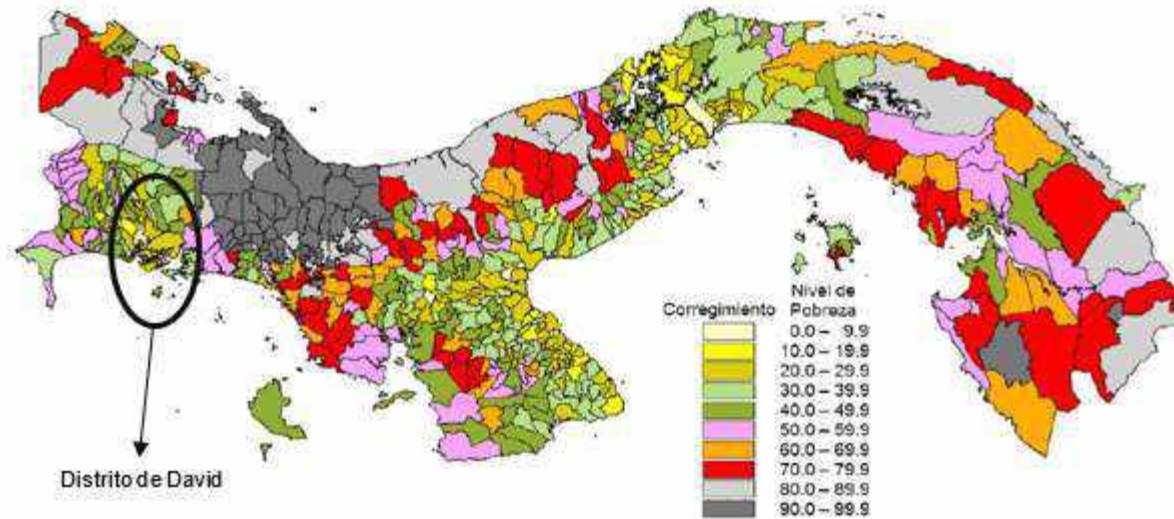 Nivel de
Corregimiento Pobreza
0.0 – 9.9
10.0 – 19.9
20.0 – 29.9
30.0 – 39.9
40.0 – 49.9
50.0 – 59.9
60.0 – 69.9
70.0 – 79.9
80.0 – 89.9
90.0 – 99.9
Distrito de David